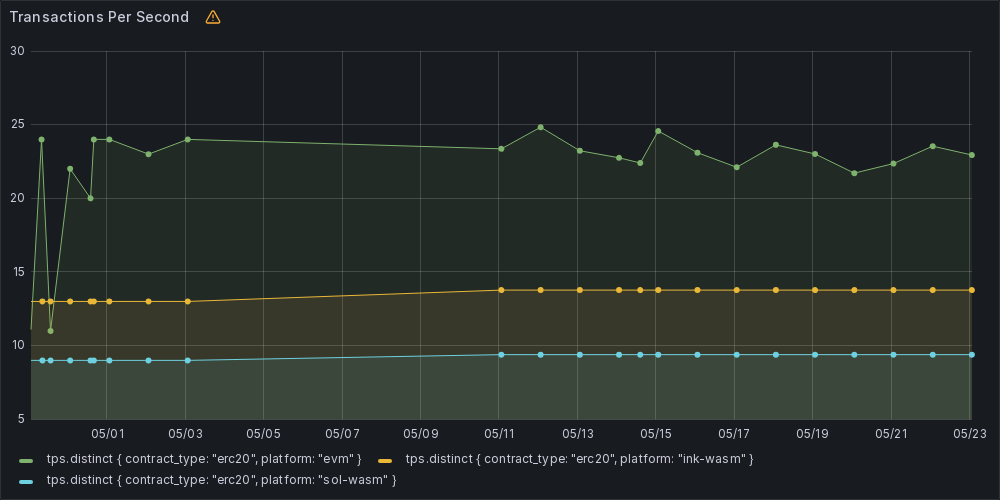 Transactions Per Second
30
25
20
15
10
5
05/01 05/03 05/05 05/07 05/09 05/11 05/13 05/15 05/17 05/19 05/21 05/23
tps.distinct { contract_type: "erc20", platform: "evm" } tps.distinct { contract_type: "erc20", platform: "ink-wasm" }
tps.distinct { contract_type: "erc20", platform: "sol-wasm" }